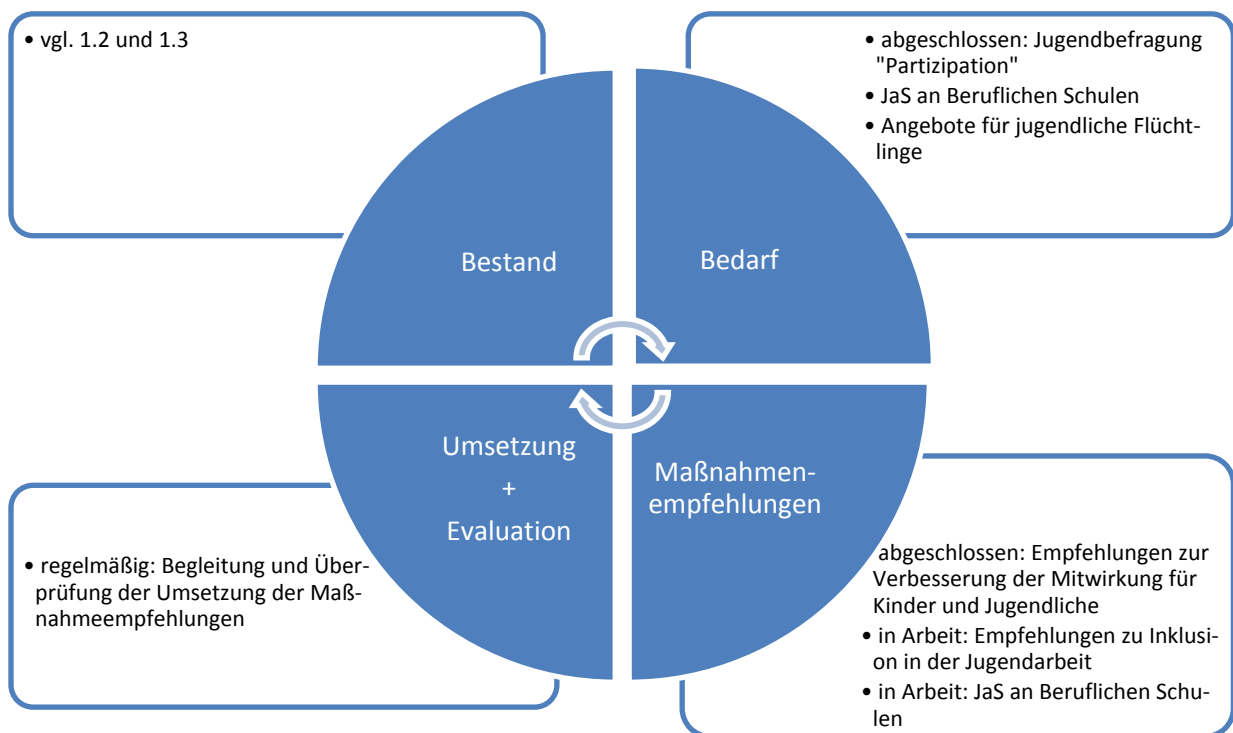 • vgl. 1.2 und 1.3
• abgeschlossen: Jugendbefragung
"Partizipation"
• JaS an Beruflichen Schulen
• Angebote für jugendliche Flücht-
linge
Bestand
Bedarf
Umsetzung
+
Evaluation
Maßnahmen-
empfehlungen
• regelmäßig: Begleitung und Über-
prüfung der Umsetzung der Maß-
nahmeempfehlungen
abgeschlossen: Empfehlungen zur
Verbesserung der Mitwirkung für
Kinder und Jugendliche
• in Arbeit: Empfehlungen zu Inklusi-
on in der Jugendarbeit
• in Arbeit: JaS an Beruflichen Schu-
len